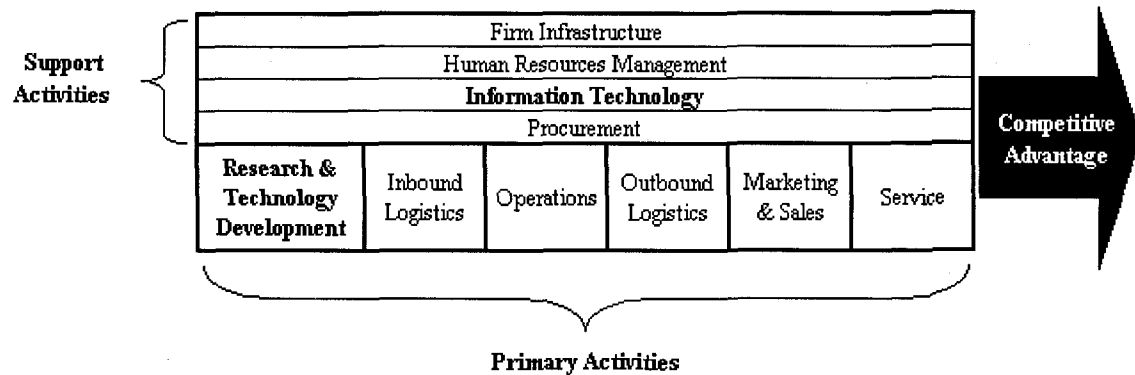 Firm Infrastructure
Human Resources Management
Information Technology
Procurement
Support
Activities
Research &
Technology
Development
Inbound
Logistics
Operations
Outbound
Logistics
Marketing
& Sales
Service
Competitive
Advantage
Primary Activities